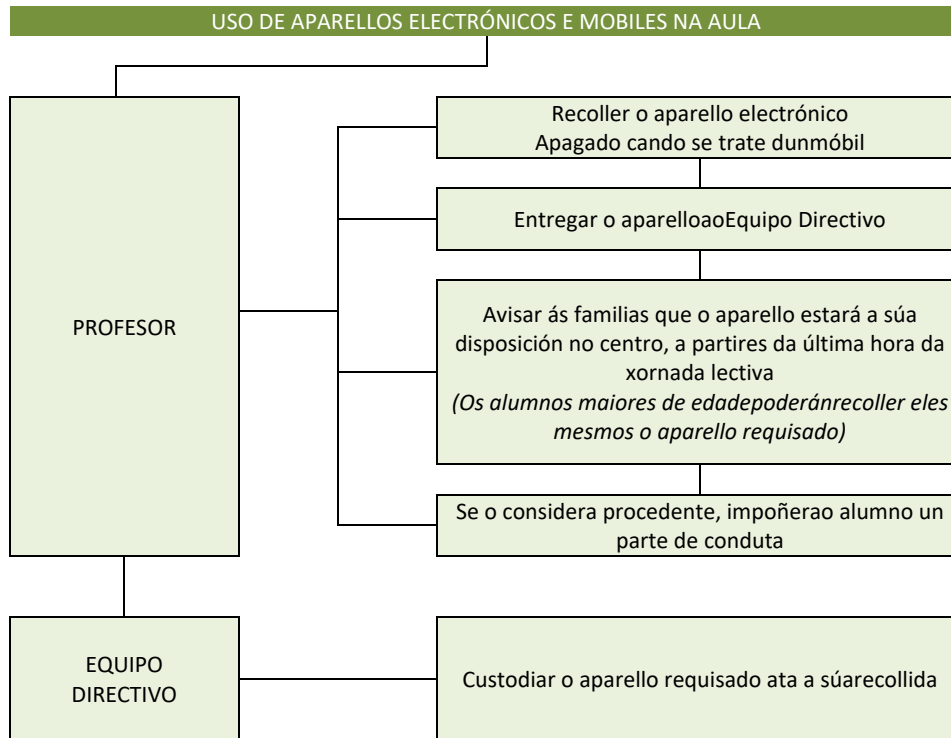 USO DE APARELLOS ELECTRÓNICOS E MOBILES NA AULA
PROFESOR
Recoller o aparello electrónico
Apagado cando se trate dunmóbil
Entregar o aparelloaoEquipo Directivo
Avisar ás familias que o aparello estará a súa
disposición no centro, a partires da última hora da
xornada lectiva
(Os alumnos maiores de edadepoderánrecoller eles
mesmos o aparello requisado)
Se o considera procedente, impoñerao alumno un
parte de conduta
EQUIPO
DIRECTIVO
Custodiar o aparello requisado ata a súarecollida